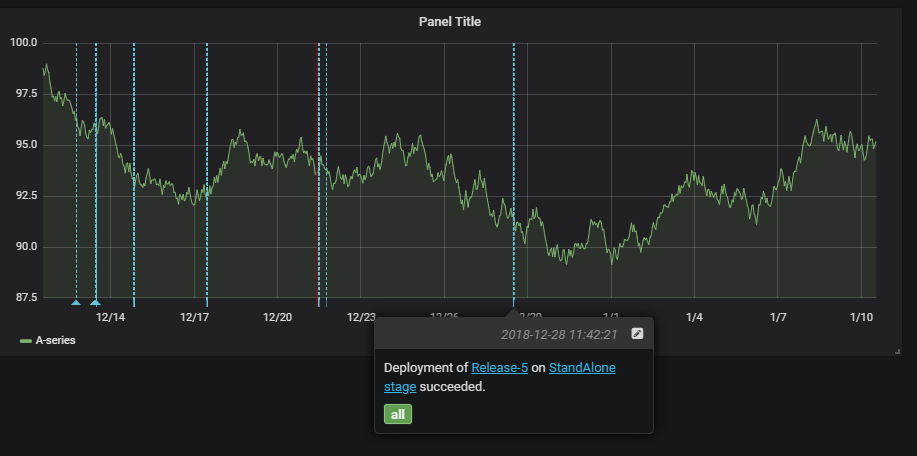 Panel Title
100.0
97.5
95.0
92.5
90.0
87.5
12/14 12/17 12/20 12/23 12/26 12/29 1/1 1/4 1/7 1/10
A-series
2018-12-28 11:42:21
Deployment of Release-5 on StandAlone
stage succeeded.
all